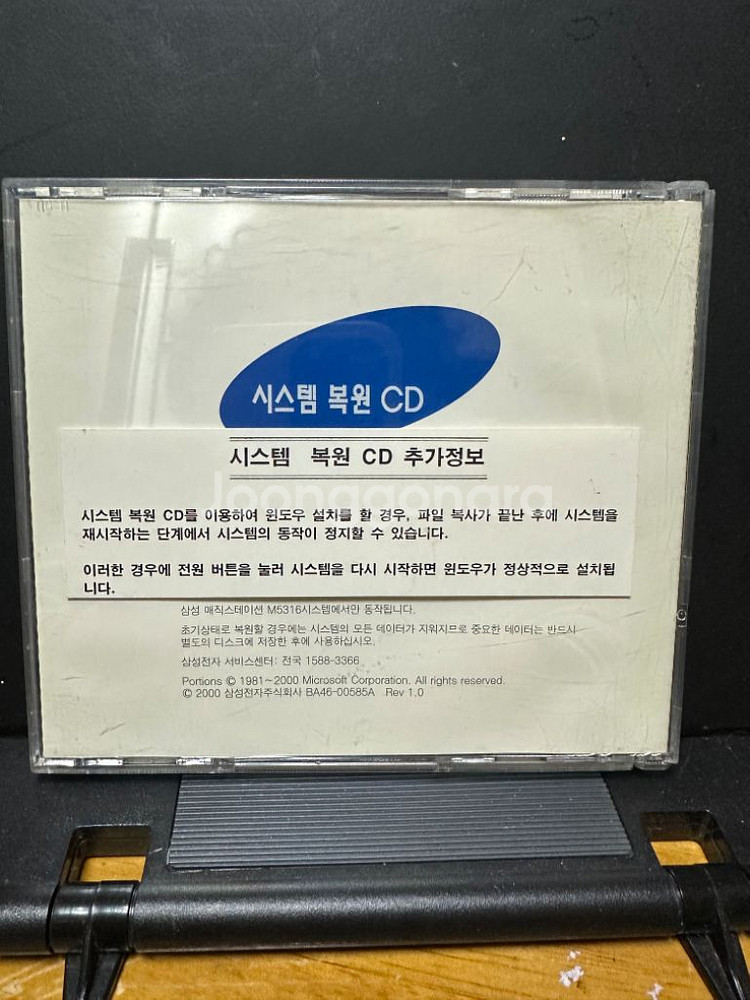 시스템 복원 CD
시스템 복원 CD 추가정보
joonggonara
시스템 복원 CD를 이용하여 윈도우 설치를 할 경우, 파일 복사가 끝난 후에 시스템을
재시작하는 단계에서 시스템의 동작이 정지할 수 있습니다.
이러한 경우에 전원 버튼을 눌러 시스템을 다시 시작하면 윈도우가 정상적으로 설치됩
니다.
삼성 매직스테이션 M5316시스템에서만 동작됩니다.
초기상태로 복원할 경우에는 시스템의 모든 데이터가 지워지므로 중요한 데이터는 반드시
별도의 디스크에 저장한 후에 사용하십시오.
삼성전자 서비스센터: 전국 1588-3366
Portions © 1981~2000 Microsoft Corporation. All rights reserved.
© 2000 삼성전자주식회사 BA46-00585A Rev 1.0